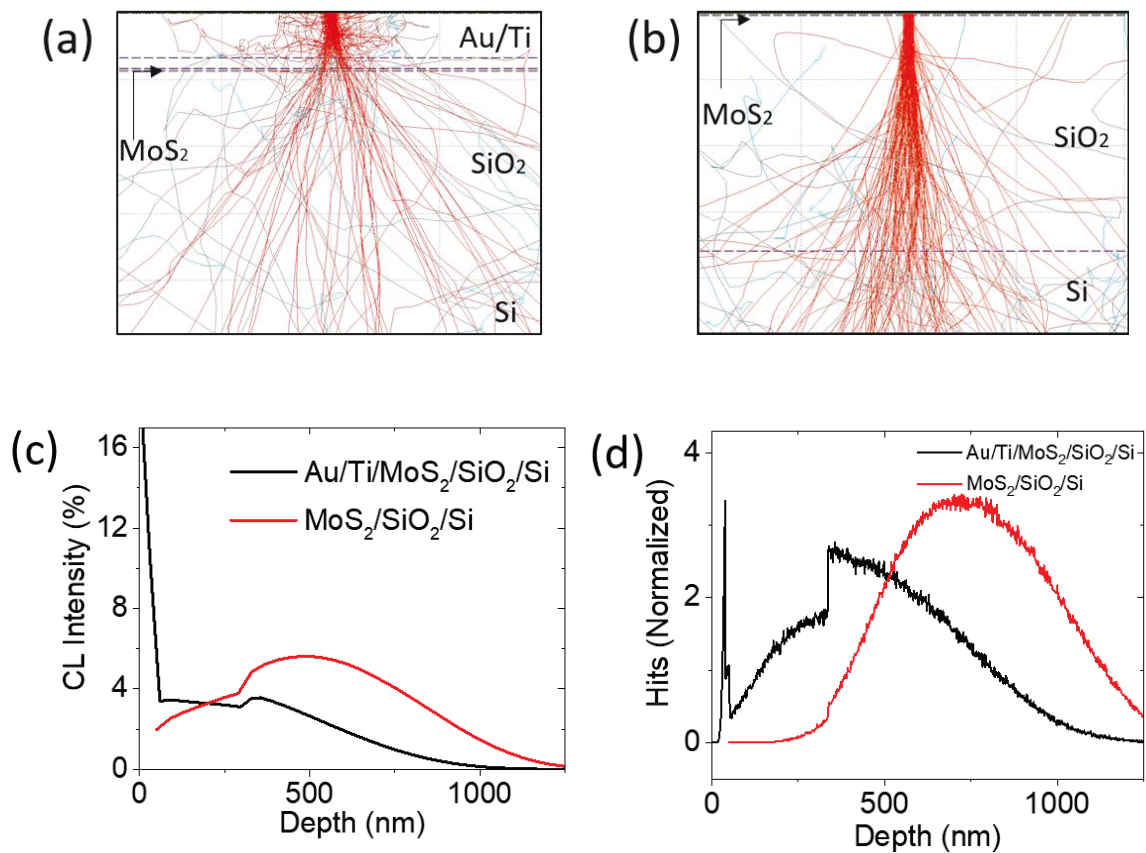 (a)
Au/Ti
MoS₂
SiO₂
Si
(b)
MoS₂
SiO₂
Si
(c)
CL Intensity (%)
16
12
8
4
0
Au/Ti/MoS₂/SiO₂/Si
MoS₂/SiO₂/Si
0 500 1000
Depth (nm)
(d)
Hits (Normalized)
4
2
0
Au/Ti/MoS₂/SiO₂/Si
MoS₂/SiO₂/Si
0 500 1000
Depth (nm)